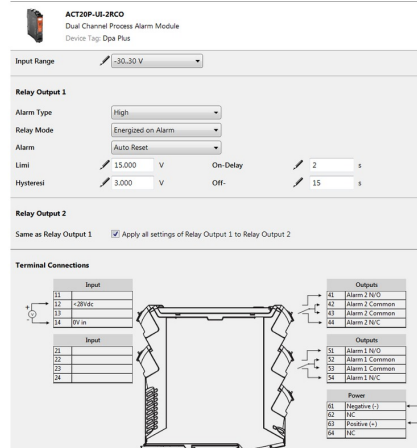 ACT20P-UI-2RCO
Dual Channel Process Alarm Module
Device Tag: Dpa Plus
Input Range -30..30 V
Relay Output 1
Alarm Type High
Relay Mode Energized on Alarm
Alarm Auto Reset
Limi 15.000 V On-Delay 2 s
Hysteresi 3.000 V Off- 15 s
Relay Output 2
Same as Relay Output 1 Apply all settings of Relay Output 1 to Relay Output 2
Terminal Connections
Input
11
12 <28Vdc
13
14 0V in
+
V
-
Input
21
22
23
24
Outputs
41 Alarm 2 N/O
42 Alarm 2 Common
43 Alarm 2 Common
44 Alarm 2 N/C
Outputs
51 Alarm 1 N/O
52 Alarm 1 Common
53 Alarm 1 Common
54 Alarm 1 N/C
Power
61 Negative (-)
62 NC
63 Positive (+)
64 NC